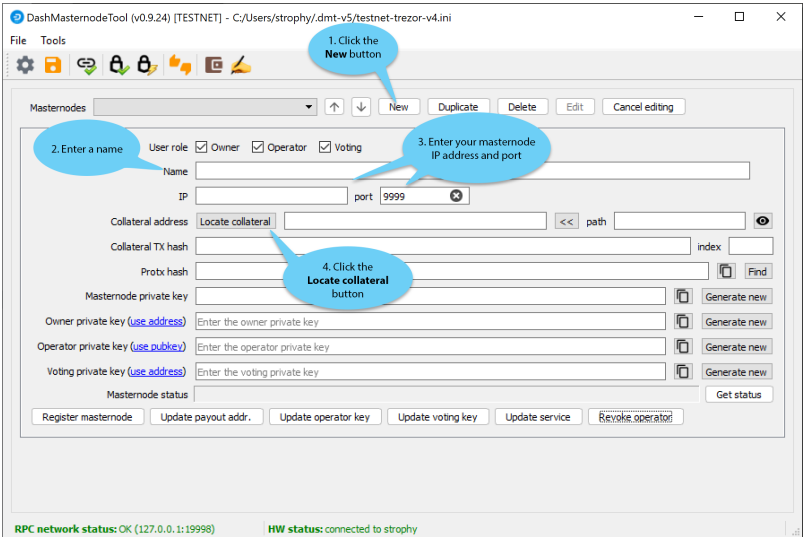 DashMasternodeTool (v0.9.24) [TESTNET] - C:/Users/strophy/.dmt-v5/testnet-trezor-v4.ini
File Tools
1. Click the
New button
Masternodes New Duplicate Delete Edit Cancel editing
2. Enter a name
User role Owner Operator Voting
3. Enter your masternode
IP address and port
Name
IP port 9999
Collateral address Locate collateral << path
Collateral TX hash index
4. Click the
Locate collateral
button
Protx hash Find
Masternode private key Generate new
Owner private key (use address) Enter the owner private key Generate new
Operator private key (use pubkey) Enter the operator private key Generate new
Voting private key (use address) Enter the voting private key Generate new
Masternode status Get status
Register masternode Update payout addr. Update operator key Update voting key Update service Revoke operator
RPC network status: OK (127.0.0.1:19998) HW status: connected to strophy